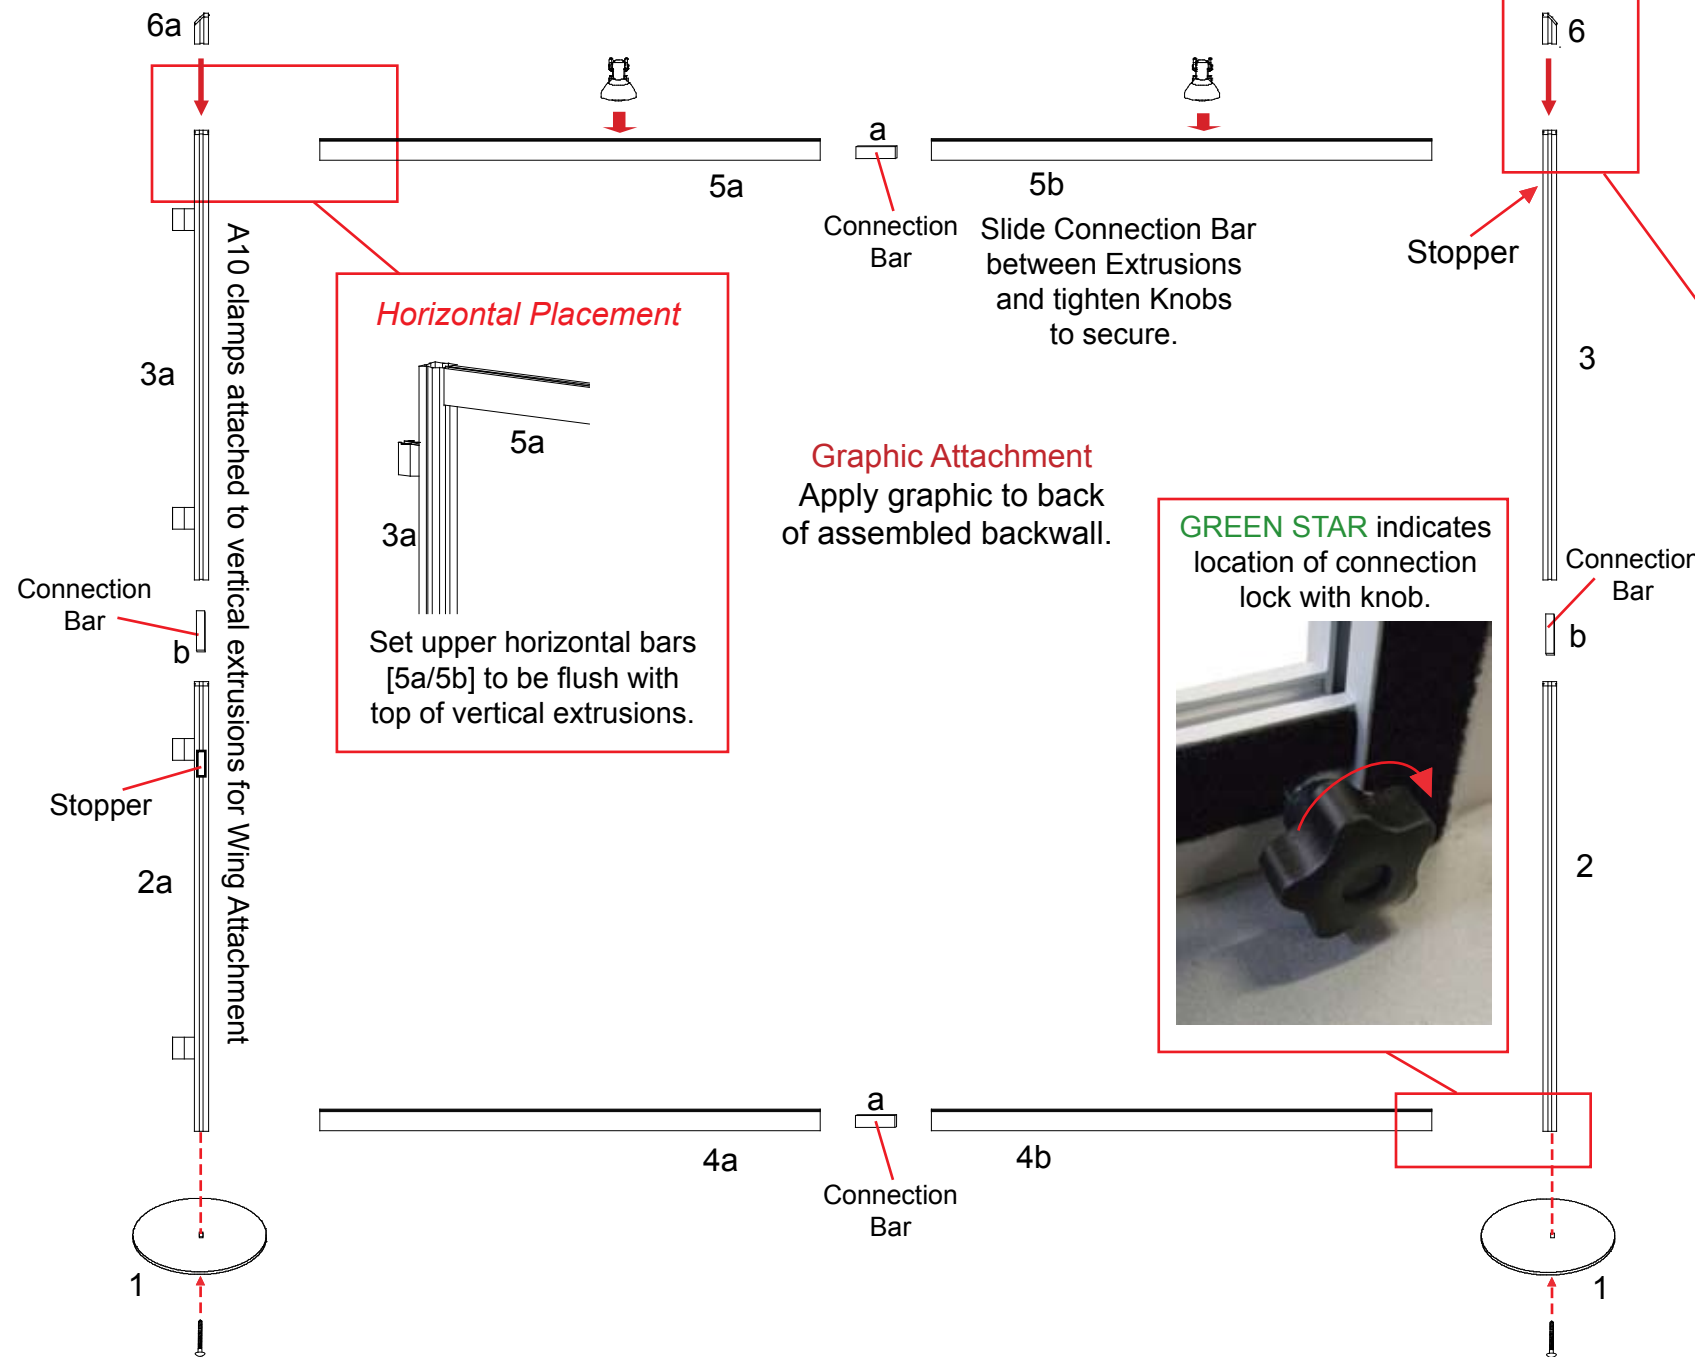 6a
6
a
5a
5b
Connection
Bar
Slide Connection Bar
between Extrusions
and tighten Knobs
to secure.
Stopper
A10 clamps attached to vertical extrusions for Wing Attachment
Horizontal Placement
5a
3a
Set upper horizontal bars
[5a/5b] to be flush with
top of vertical extrusions.
3a
3
Graphic Attachment
Apply graphic to back
of assembled backwall.
GREEN STAR indicates
location of connection
lock with knob.
Connection
Bar
b
Connection
Bar
b
Stopper
2a
2
a
4a
4b
Connection
Bar
1
1